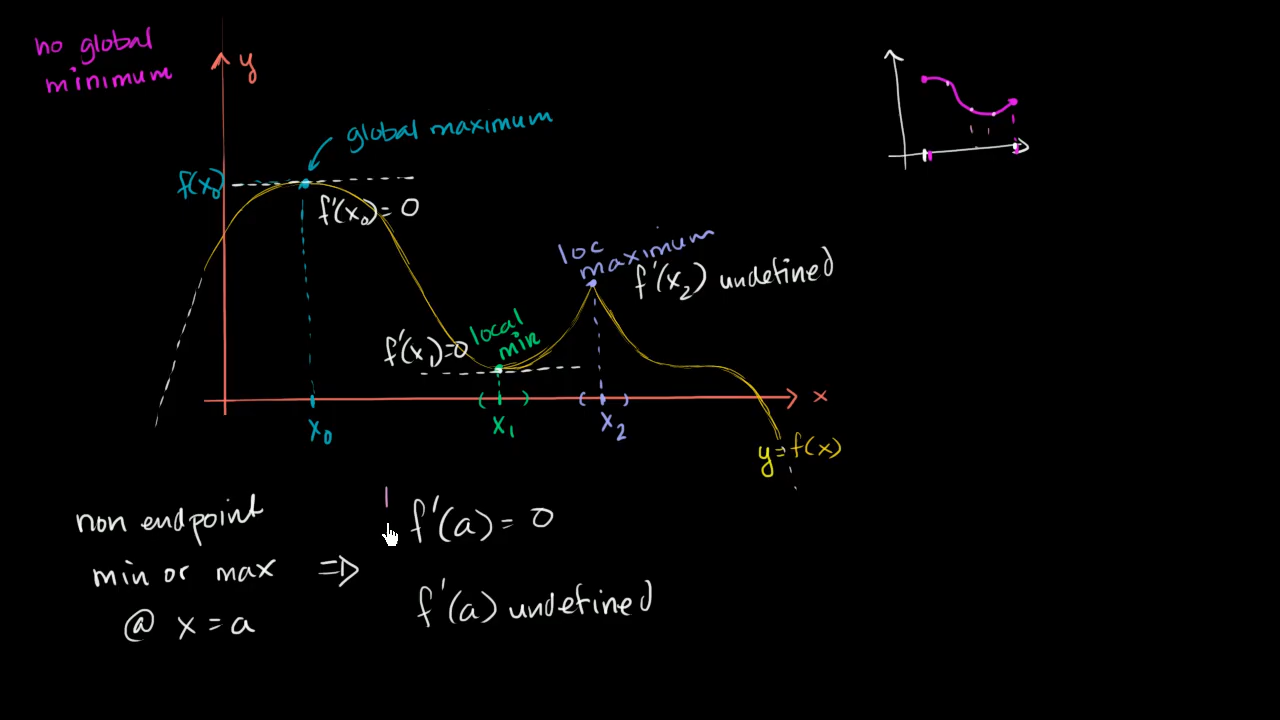 no global
minimum
y
global maximum
f(x₀)
f'(x₀) = 0
loc
maximum
f'(x₂) undefined
local
min
f'(x₁)=0
x
x₀
x₁
x₂
y=f(x)
non endpoint
min or max
@ x = a
⇒
f'(a) = 0
f'(a) undefined